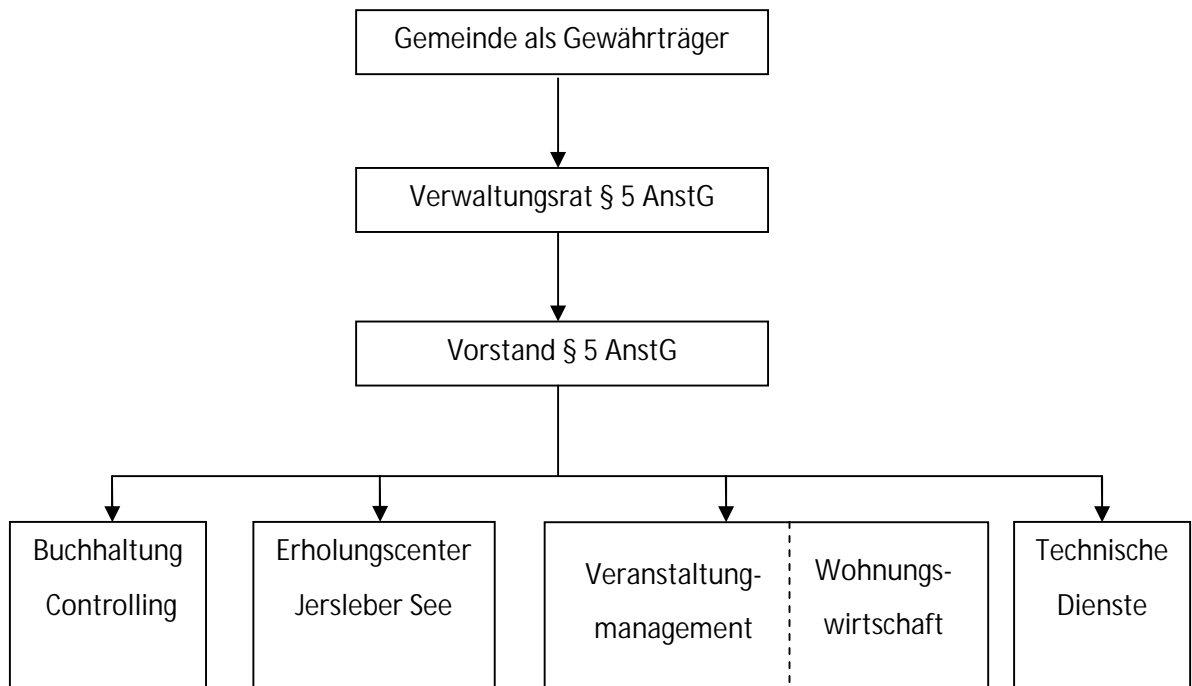 Gemeinde als Gewährträger
Verwaltungsrat § 5 AnstG
Vorstand § 5 AnstG
Buchhaltung
Controlling
Erholungscenter
Jersleber See
Veranstaltung-
management
Wohnungs-
wirtschaft
Technische
Dienste